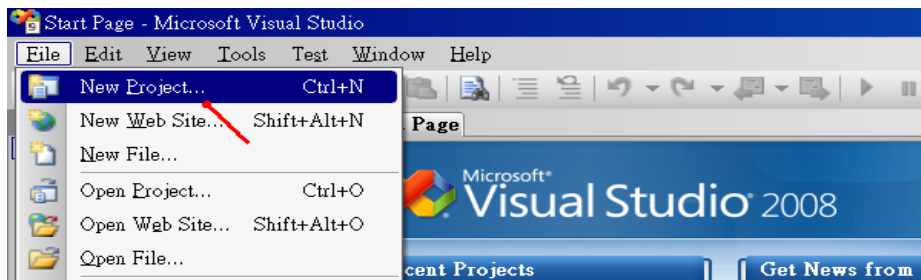 Start Page - Microsoft Visual Studio
File Edit View Tools Test Window Help
New Project... Ctrl+N
New Web Site... Shift+Alt+N
Page
New File...
Open Project... Ctrl+O
Microsoft
Visual Studio 2008
Open Web Site... Shift+Alt+O
Open File...
cent Projects
Get News from